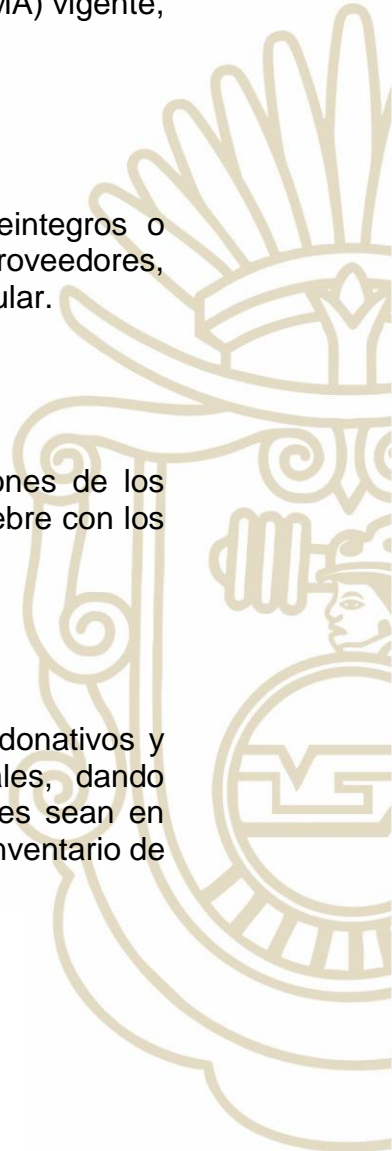 MA) vigente,
eintegros o
roveedores,
ular.
ones de los
ebre con los
donativos y
ales, dando
es sean en
nventario de